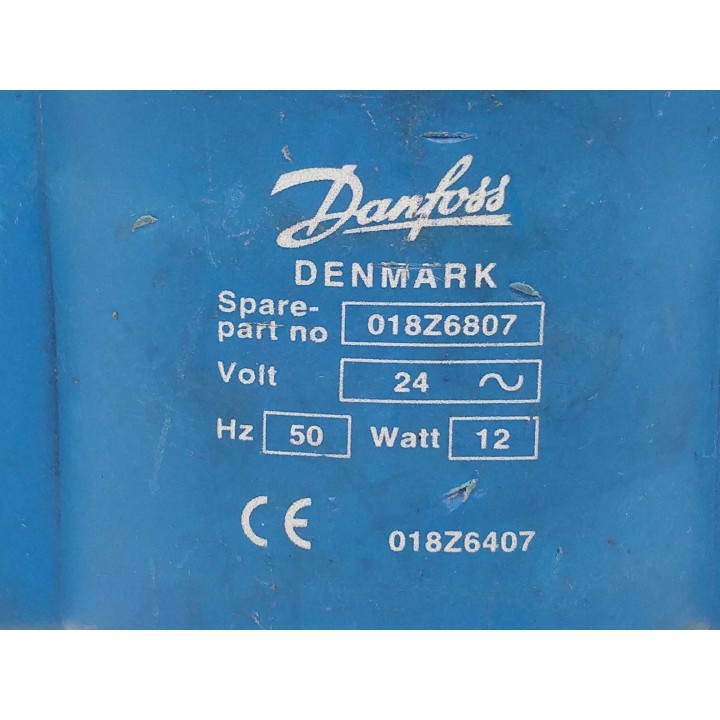 Danfoss
DENMARK
Spare-
part no 018Z6807
Volt 24 ~
Hz 50 Watt 12
CE 018Z6407